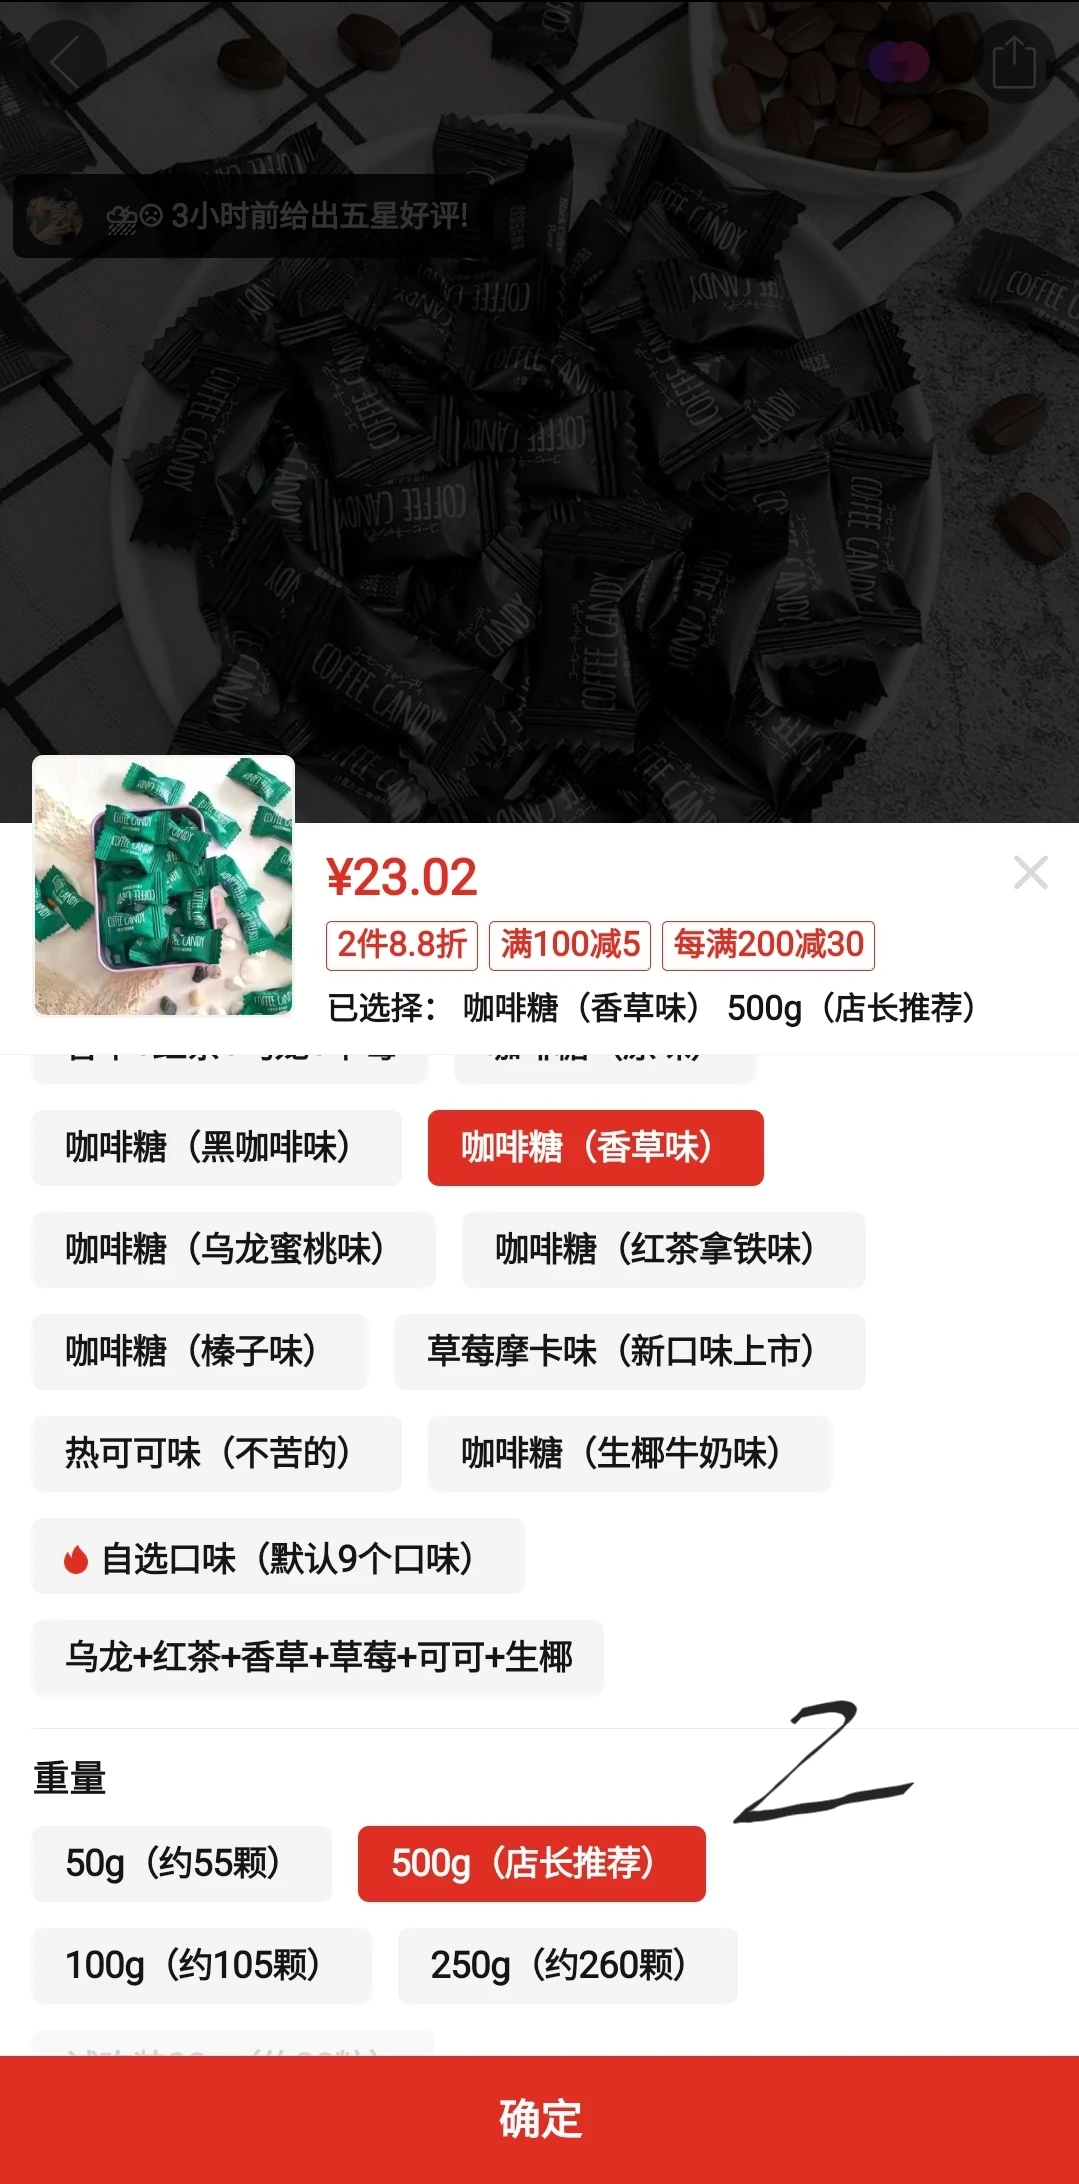 3小时前给出五星好评!
COFFEE CANDY
¥23.02
2件8.8折 满100减5 每满200减30
已选择： 咖啡糖（香草味） 500g（店长推荐）
咖啡糖（黑咖啡味） 咖啡糖（香草味）
咖啡糖（乌龙蜜桃味） 咖啡糖（红茶拿铁味）
咖啡糖（榛子味） 草莓摩卡味（新口味上市）
热可可味（不苦的） 咖啡糖（生椰牛奶味）
自选口味（默认9个口味）
乌龙+红茶+香草+草莓+可可+生椰
2
重量
50g（约55颗） 500g（店长推荐）
100g（约105颗） 250g（约260颗）
确定